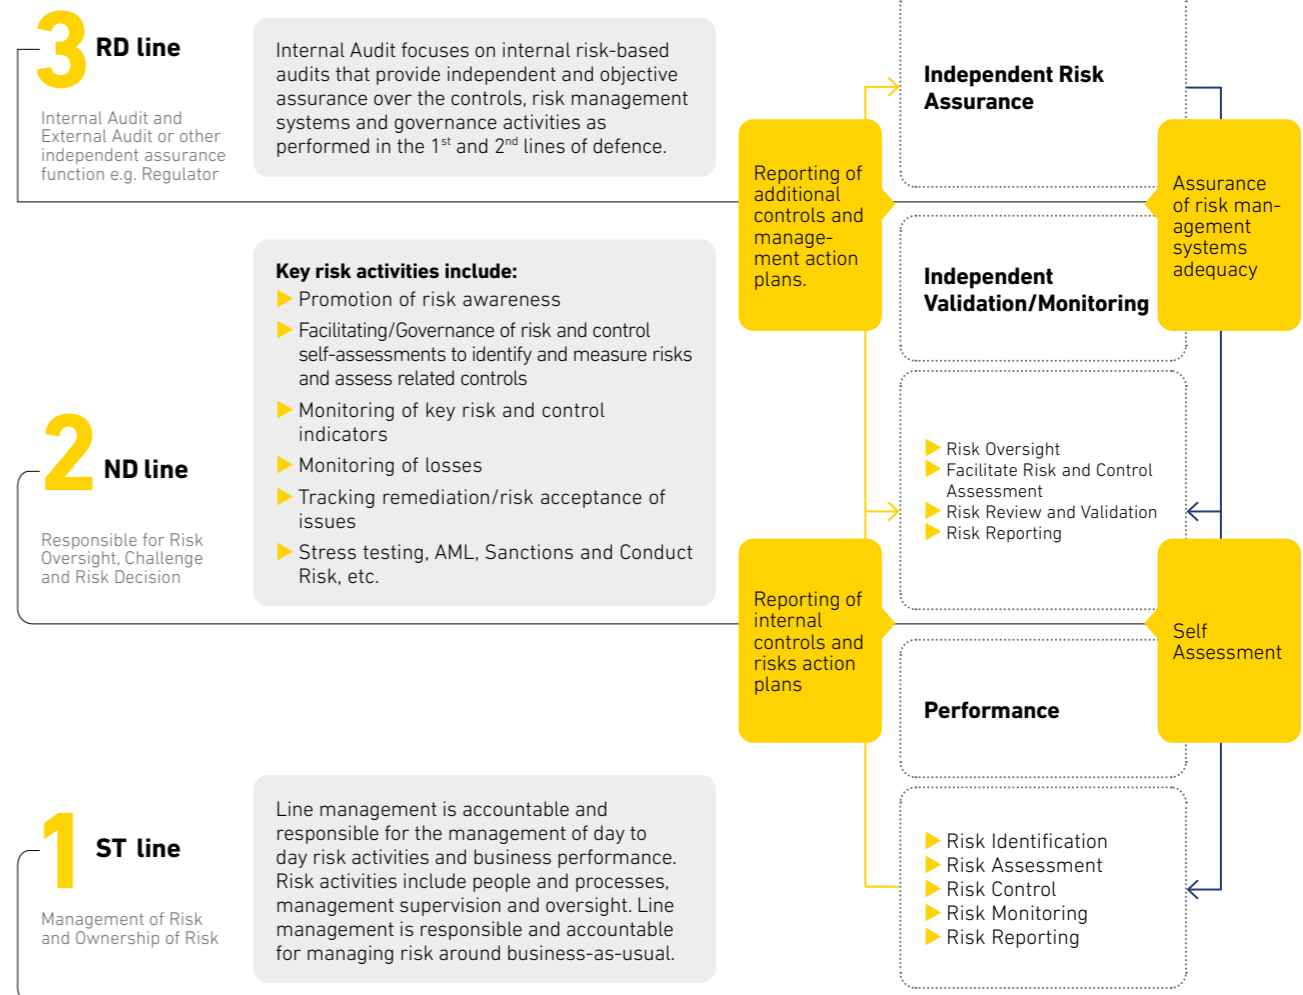 3 RD line
Internal Audit and
External Audit or other
independent assurance
function e.g. Regulator
Internal Audit focuses on internal risk-based
audits that provide independent and objective
assurance over the controls, risk management
systems and governance activities as
performed in the 1st and 2nd lines of defence.
Independent Risk
Assurance
Reporting of
additional
controls and
manage-
ment action
plans.
Assurance
of risk man-
agement
systems
adequacy
Independent
Validation/Monitoring
2 ND line
Responsible for Risk
Oversight, Challenge
and Risk Decision
Key risk activities include:
Promotion of risk awareness
Facilitating/Governance of risk and control
self-assessments to identify and measure risks
and assess related controls
Monitoring of key risk and control
indicators
Monitoring of losses
Tracking remediation/risk acceptance of
issues
Stress testing, AML, Sanctions and Conduct
Risk, etc.
Risk Oversight
Facilitate Risk and Control
Assessment
Risk Review and Validation
Risk Reporting
Reporting of
internal
controls and
risks action
plans
Self
Assessment
Performance
1 ST line
Management of Risk
and Ownership of Risk
Line management is accountable and
responsible for the management of day to
day risk activities and business performance.
Risk activities include people and processes,
management supervision and oversight. Line
management is responsible and accountable
for managing risk around business-as-usual.
Risk Identification
Risk Assessment
Risk Control
Risk Monitoring
Risk Reporting